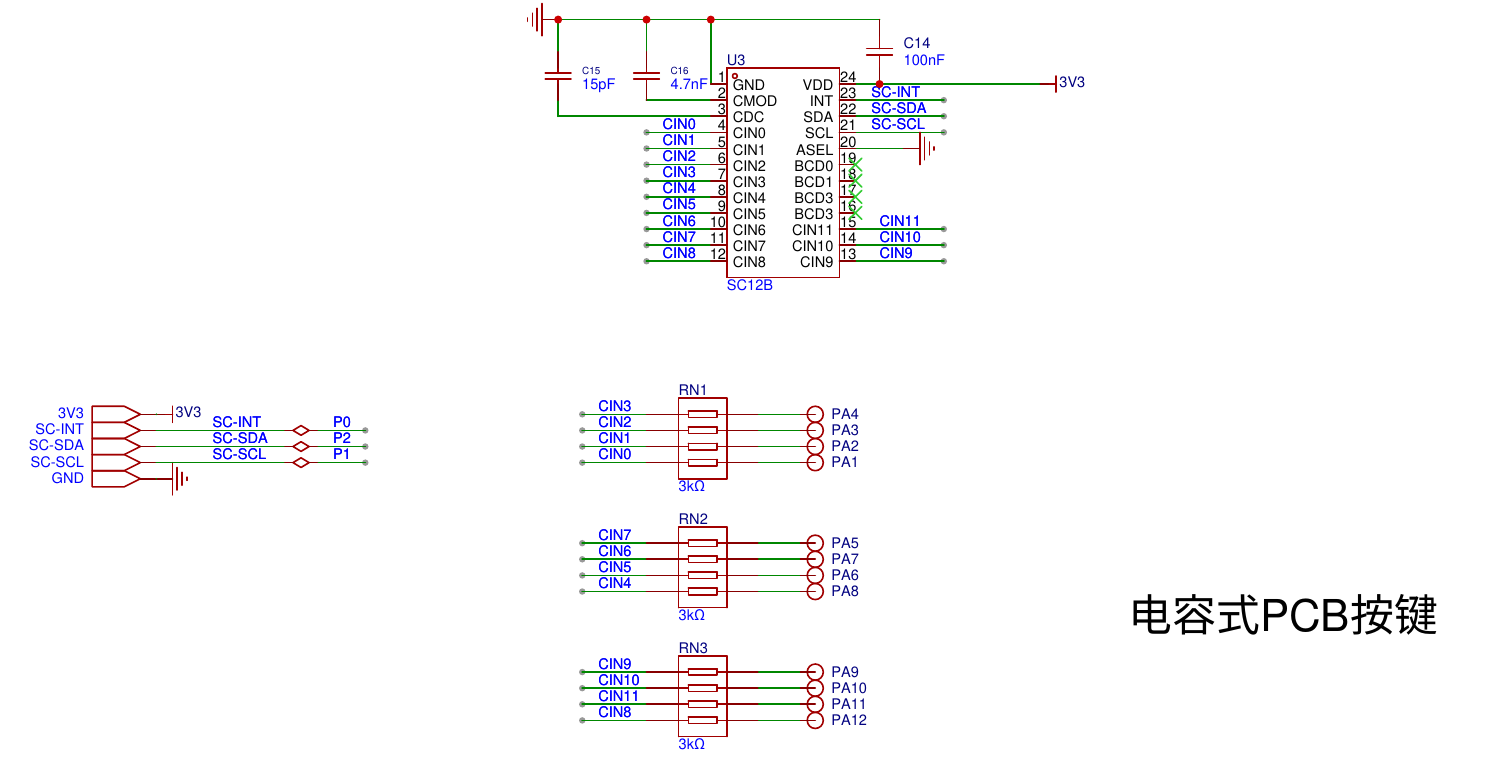 C14
100nF
C15
15pF
C16
4.7nF
U3
1 GND VDD 24 3V3
2 CMOD INT 23 SC-INT
3 CDC SDA 22 SC-SDA
CIN0 4 CIN0 SCL 21 SC-SCL
CIN1 5 CIN1 ASEL 20
CIN2 6 CIN2 BCD0 19
CIN3 7 CIN3 BCD1 18
CIN4 8 CIN4 BCD3 17
CIN5 9 CIN5 BCD3 16
CIN6 10 CIN6 CIN11 15 CIN11
CIN7 11 CIN7 CIN10 14 CIN10
CIN8 12 CIN8 CIN9 13 CIN9
SC12B
3V3 3V3
SC-INT SC-INT P0
SC-SDA SC-SDA P2
SC-SCL SC-SCL P1
GND
RN1
CIN3 PA4
CIN2 PA3
CIN1 PA2
CIN0 PA1
3kΩ
RN2
CIN7 PA5
CIN6 PA7
CIN5 PA6
CIN4 PA8
3kΩ
电容式PCB按键
RN3
CIN9 PA9
CIN10 PA10
CIN11 PA11
CIN8 PA12
3kΩ